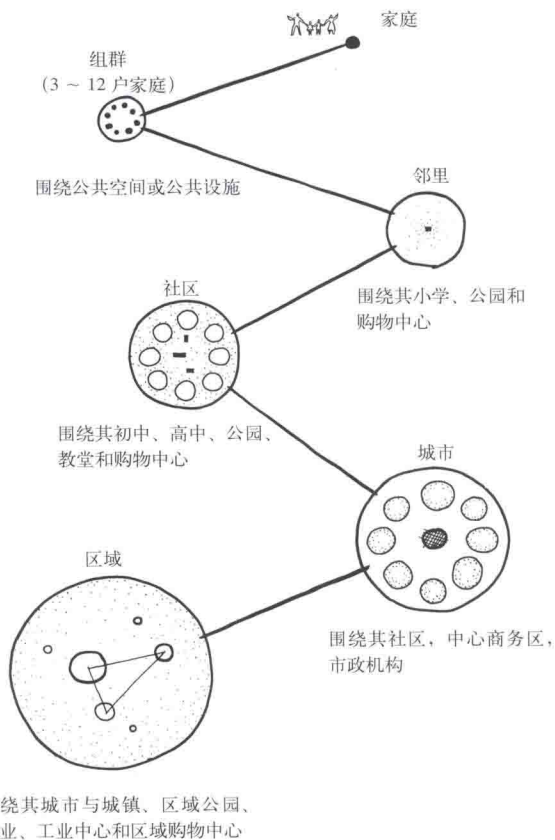 家庭
组群
(3 ~ 12 户家庭)
围绕公共空间或公共设施
邻里
围绕其小学、公园和
购物中心
社区
围绕其初中、高中、公园、
教堂和购物中心
城市
围绕其社区，中心商务区，
市政机构
区域
绕其城市与城镇、区域公园、
业、工业中心和区域购物中心